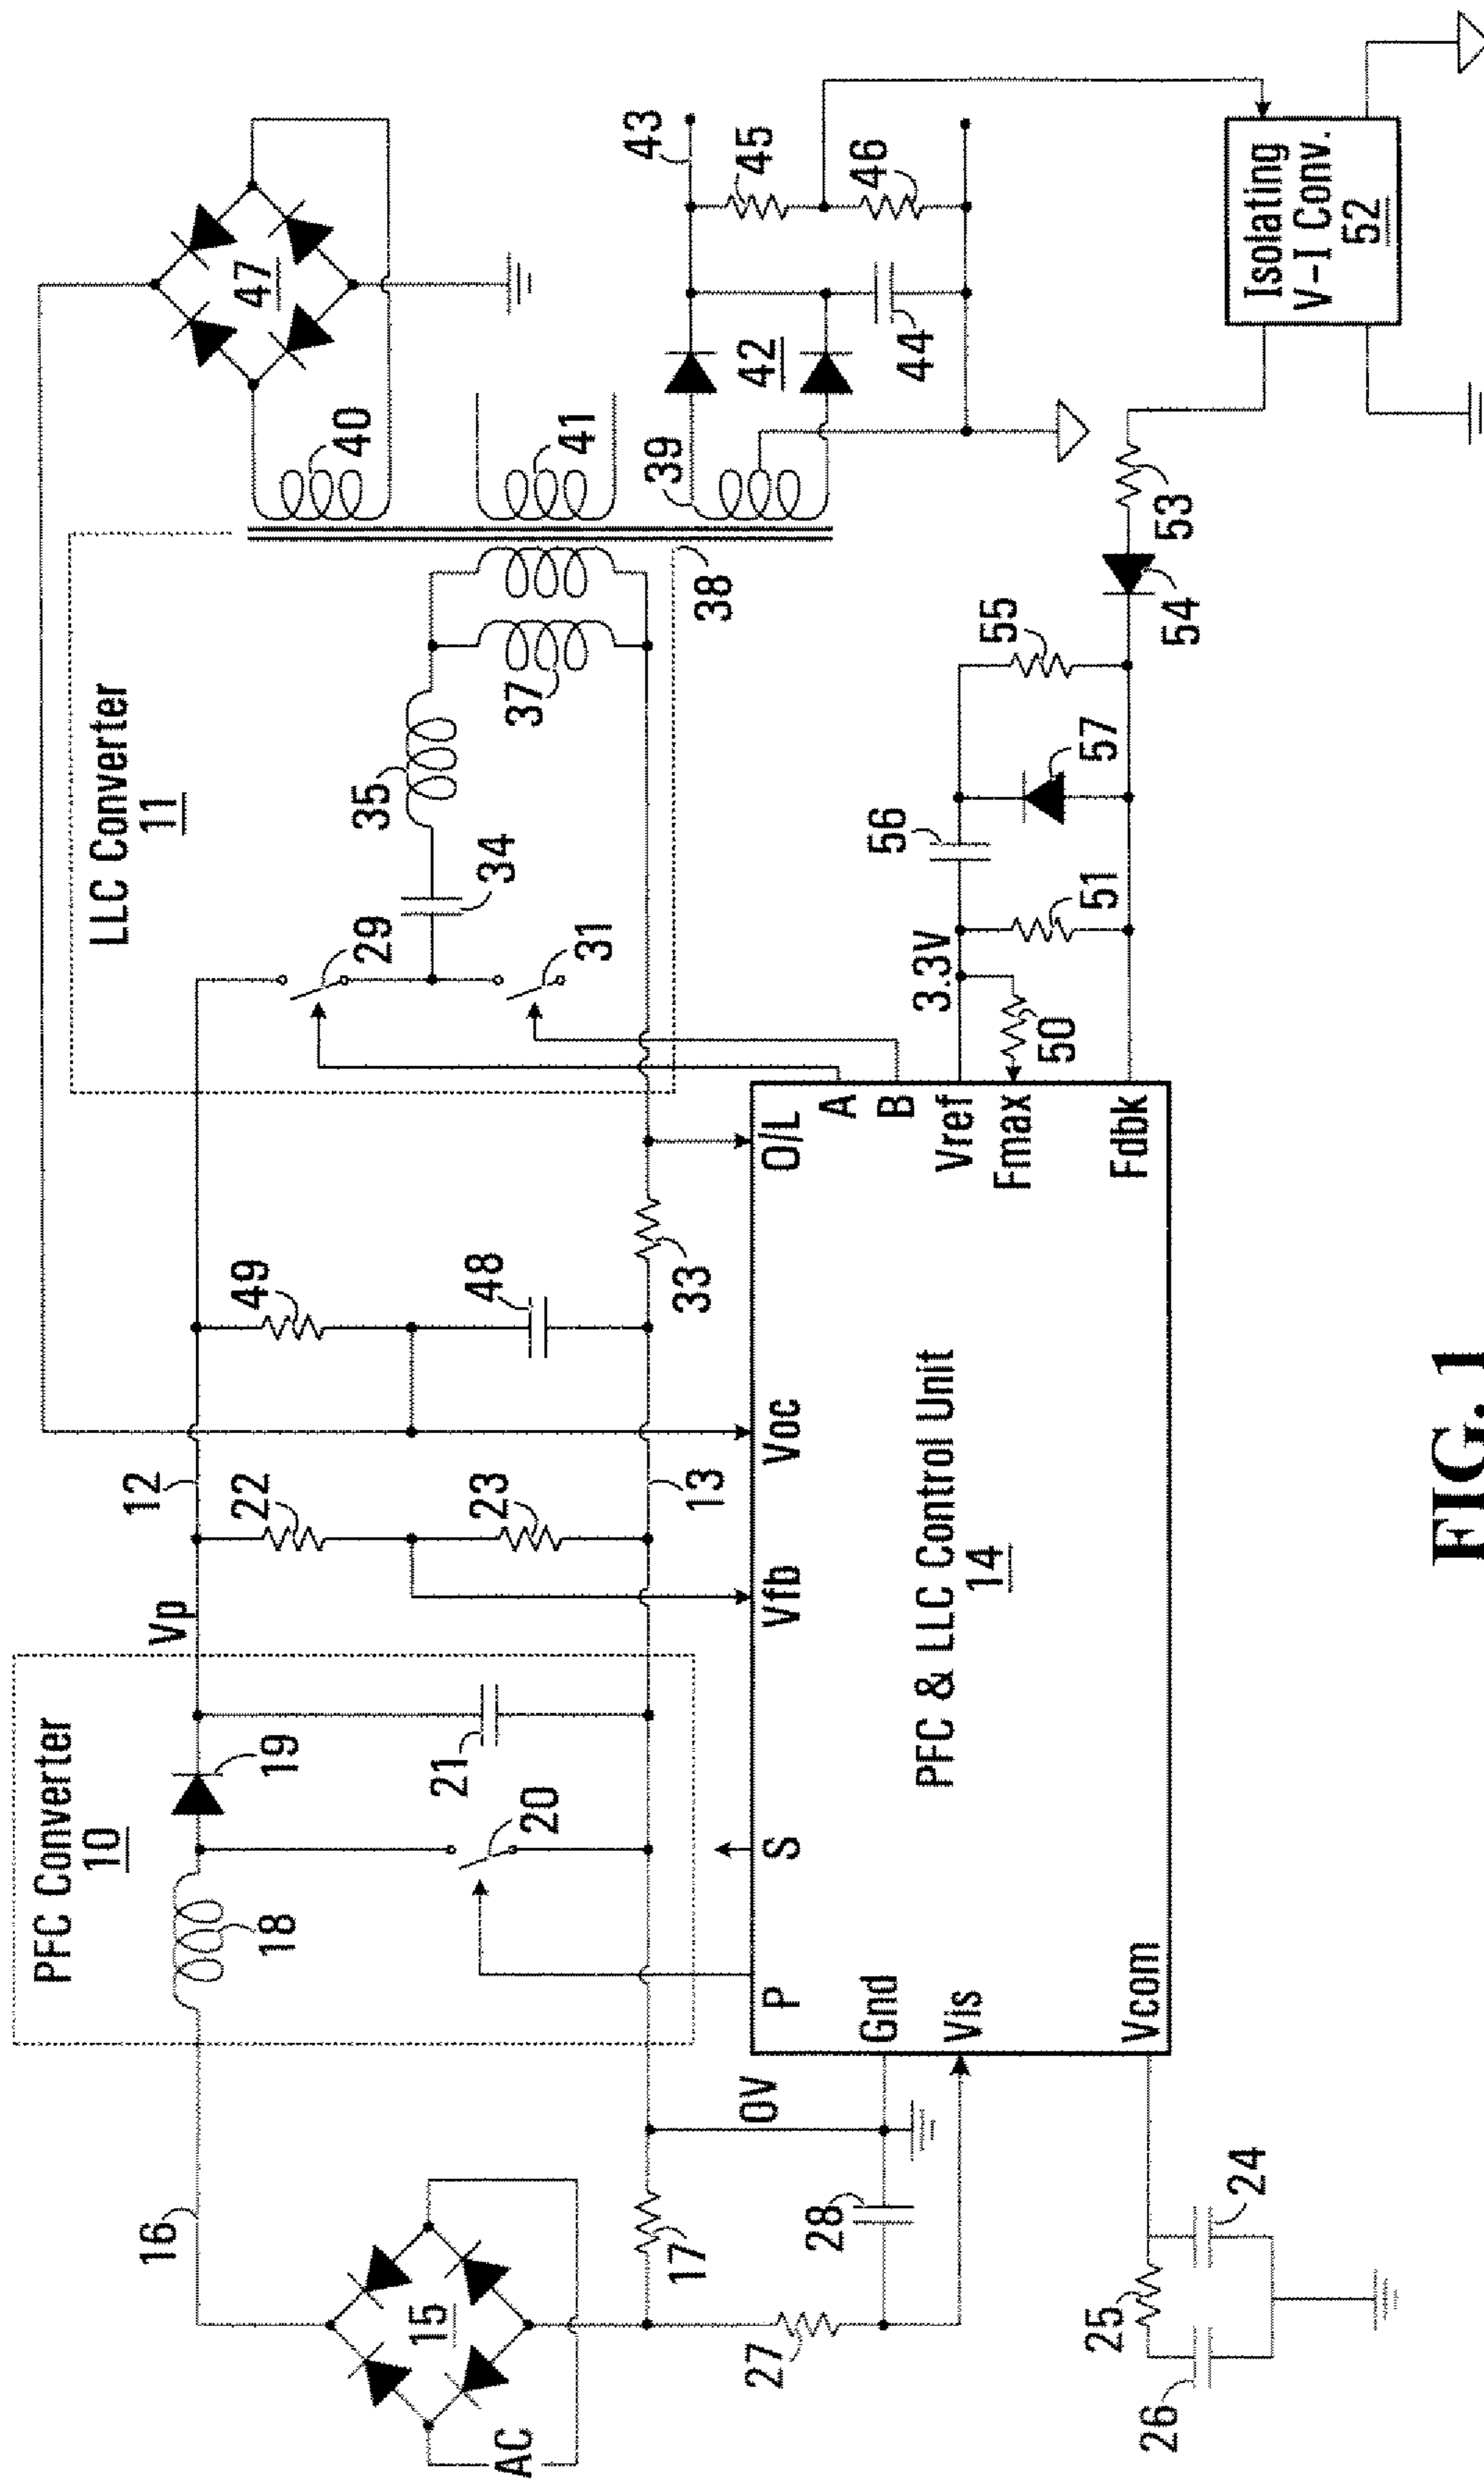 PFC Converter
10
LLC Converter
11
16
18
19
20
21
Vp
12
22
23
13
49
48
33
29
31
34
35
37
38
40
41
39
47
42
43
44
45
46
AC
15
17
27
28
0V
P
S
Vfb
Voc
O/L
A
B
Vref
Fmax
Fdbk
Gnd
Vis
Vcom
PFC & LLC Control Unit
14
3.3V
50
51
56
57
55
54
53
Isolating
V-I Conv.
52
25
26
24
FIG. 1